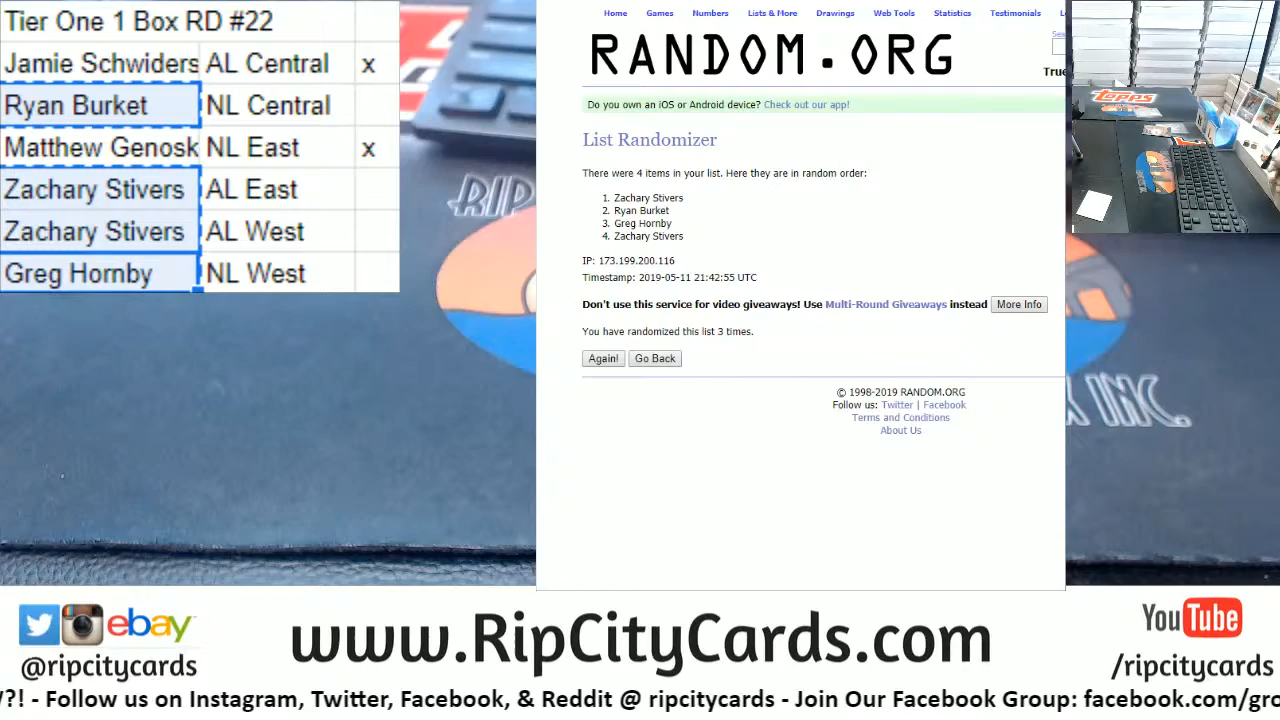 Tier One 1 Box RD #22
Jamie Schwiders AL Central x
Ryan Burket NL Central
Matthew Genosk NL East x
Zachary Stivers AL East
Zachary Stivers AL West
Greg Hornby NL West
Home Games Numbers Lists & More Drawings Web Tools Statistics Testimonials
RANDOM.ORG
True
Do you own an iOS or Android device? Check out our app!
List Randomizer
There were 4 items in your list. Here they are in random order:
1. Zachary Stivers
2. Ryan Burket
3. Greg Hornby
4. Zachary Stivers
IP: 173.199.200.116
Timestamp: 2019-05-11 21:42:55 UTC
Don't use this service for video giveaways! Use Multi-Round Giveaways instead More Info
You have randomized this list 3 times.
Again! Go Back
© 1998-2019 RANDOM.ORG
Follow us: Twitter | Facebook
Terms and Conditions
About Us
topps
RIP
INC.
ebay
@ripcitycards
www.RipCityCards.com
YouTube
/ripcitycards
?! - Follow us on Instagram, Twitter, Facebook, & Reddit @ ripcitycards - Join Our Facebook Group: facebook.com/gro